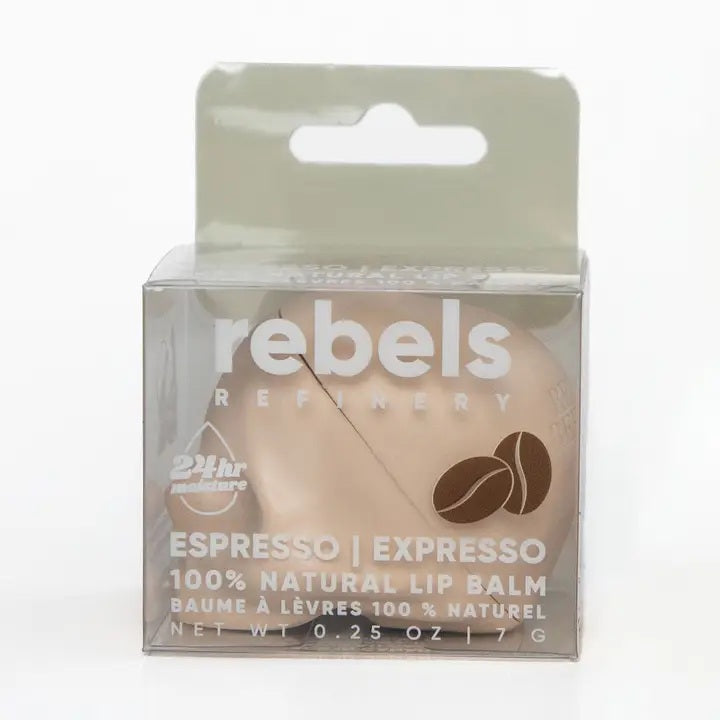 rebels
REFINERY
24hr
moisture
ESPRESSO | EXPRESSO
100% NATURAL LIP BALM
BAUME À LÈVRES 100 % NATUREL
NET WT 0.25 OZ | 7 G